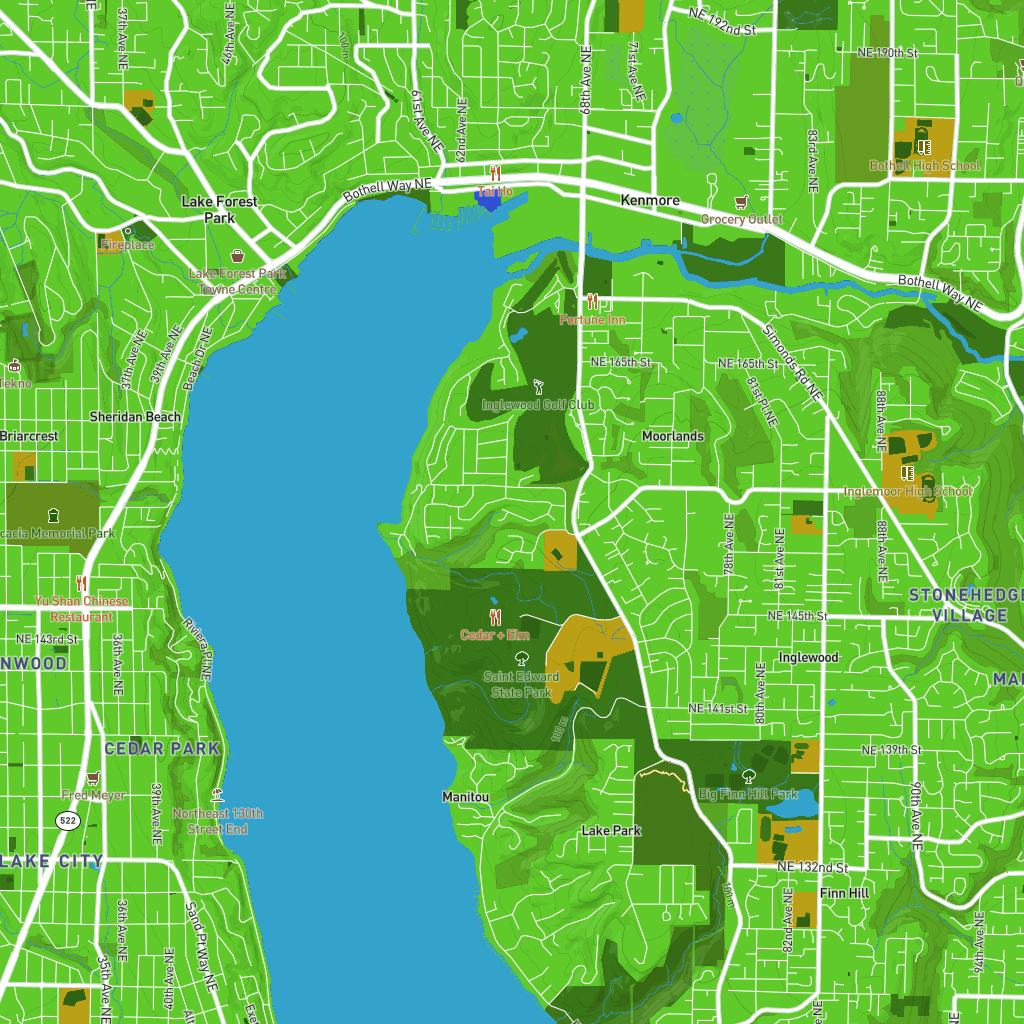 NE 192nd St
37th Ave NE
46th Ave NE
100 m
61st Ave NE
62nd Ave NE
68th Ave NE
71st Ave NE
NE 190th St
83rd Ave NE
Bothell High School
Tai Ho
Bothell Way NE
Kenmore
Grocery Outlet
Lake Forest
Park
Fireplace
Lake Forest Park
Towne Centre
Bothell Way NE
Fortune Inn
37th Ave NE
39th Ave NE
Beach Dr NE
NE 165th St
NE 165th St
Simonds Rd NE
81st Pl NE
88th Ave NE
Tekno
Inglewood Golf Club
Sheridan Beach
Briarcrest
Moorlands
Inglemoor High School
cacia Memorial Park
78th Ave NE
81st Ave NE
88th Ave NE
Yu Shan Chinese
Restaurant
STONEHEDGE
VILLAGE
NE 145th St
NE 143rd St
36th Ave NE
Riviera Pl NE
Cedar + Elm
NWOOD
Inglewood
Saint Edward
State Park
MA
80th Ave NE
NE 141st St
100 m
CEDAR PARK
NE 139th St
Fred Meyer
39th Ave NE
Manitou
Big Finn Hill Park
Northeast 130th
Street End
522
Lake Park
90th Ave NE
LAKE CITY
NE 132nd St
100 m
82nd Ave NE
Finn Hill
36th Ave NE
Sand Pt Way NE
94th Ave NE
35th Ave NE
40th Ave NE